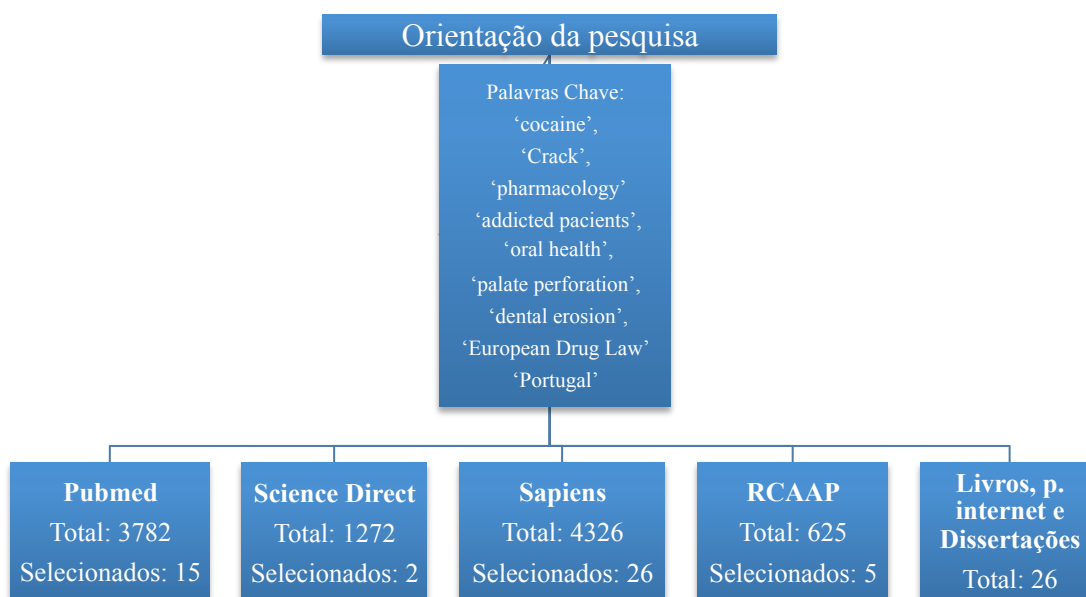 Orientação da pesquisa
Palavras Chave:
‘cocaine’,
‘Crack’,
‘pharmacology’
‘addicted pacients’,
‘oral health’,
‘palate perforation’,
‘dental erosion’,
‘European Drug Law’
‘Portugal’
Pubmed
Total: 3782
Selecionados: 15
Science Direct
Total: 1272
Selecionados: 2
Sapiens
Total: 4326
Selecionados: 26
RCAAP
Total: 625
Selecionados: 5
Livros, p.
internet e
Dissertações
Total: 26